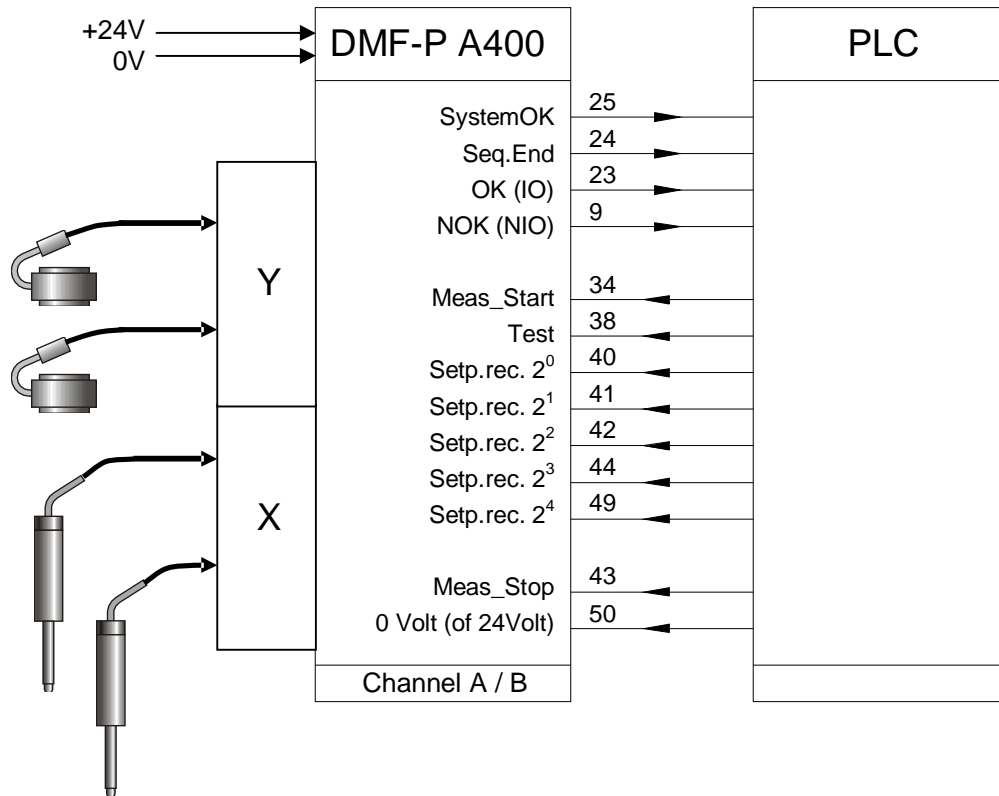 +24V
0V
DMF-P A400
PLC
SystemOK 25
Seq.End 24
OK (IO) 23
NOK (NIO) 9
Y
Meas_Start 34
Test 38
Setp.rec. 2⁰ 40
Setp.rec. 2¹ 41
Setp.rec. 2² 42
Setp.rec. 2³ 44
Setp.rec. 2⁴ 49
X
Meas_Stop 43
0 Volt (of 24Volt) 50
Channel A / B